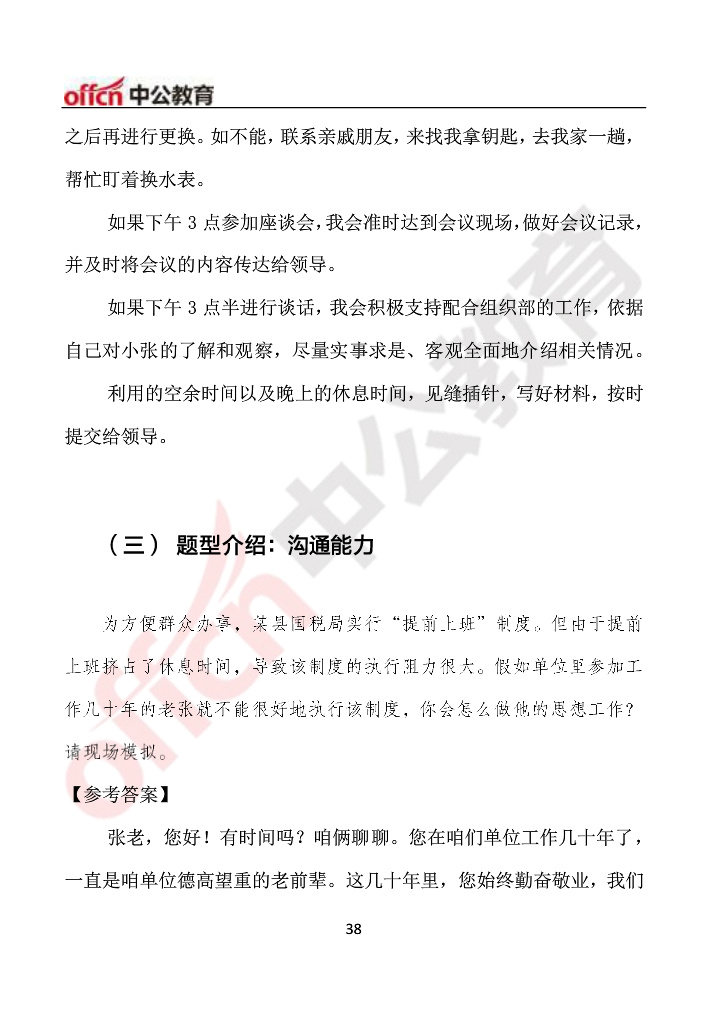 offcn 中公教育
之后再进行更换。如不能，联系亲戚朋友，来找我拿钥匙，去我家一趟，
帮忙盯着换水表。
如果下午 3 点参加座谈会，我会准时达到会议现场，做好会议记录，
并及时将会议的内容传达给领导。
如果下午 3 点半进行谈话，我会积极支持配合组织部的工作，依据
自己对小张的了解和观察，尽量实事求是、客观全面地介绍相关情况。
利用的空余时间以及晚上的休息时间，见缝插针，写好材料，按时
提交给领导。
（三） 题型介绍：沟通能力
为方便群众办事，某县国税局实行“提前上班”制度。但由于提前
上班挤占了休息时间，导致该制度的执行阻力很大。假如单位里参加工
作几十年的老张就不能很好地执行该制度，你会怎么做他的思想工作？
请现场模拟。
【参考答案】
张老，您好！有时间吗？咱俩聊聊。您在咱们单位工作几十年了，
一直是咱单位德高望重的老前辈。这几十年里，您始终勤奋敬业，我们
38
offcn 中公教育